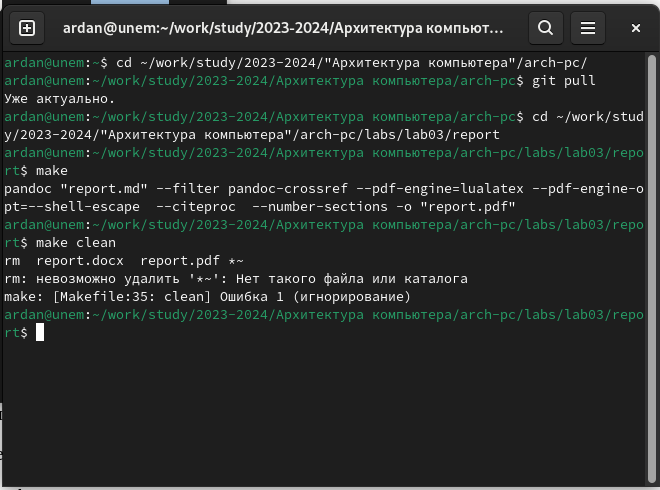 ardan@unem:~/work/study/2023-2024/Архитектура компьют...
ardan@unem:~$ cd ~/work/study/2023-2024/"Архитектура компьютера"/arch-pc/
ardan@unem:~/work/study/2023-2024/Архитектура компьютера/arch-pc$ git pull
Уже актуально.
ardan@unem:~/work/study/2023-2024/Архитектура компьютера/arch-pc$ cd ~/work/stud
y/2023-2024/"Архитектура компьютера"/arch-pc/labs/lab03/report
ardan@unem:~/work/study/2023-2024/Архитектура компьютера/arch-pc/labs/lab03/repo
rt$ make
pandoc "report.md" --filter pandoc-crossref --pdf-engine=lualatex --pdf-engine-o
pt=--shell-escape  --citeproc  --number-sections -o "report.pdf"
ardan@unem:~/work/study/2023-2024/Архитектура компьютера/arch-pc/labs/lab03/repo
rt$ make clean
rm  report.docx  report.pdf *~
rm: невозможно удалить '*~': Нет такого файла или каталога
make: [Makefile:35: clean] Ошибка 1 (игнорирование)
ardan@unem:~/work/study/2023-2024/Архитектура компьютера/arch-pc/labs/lab03/repo
rt$